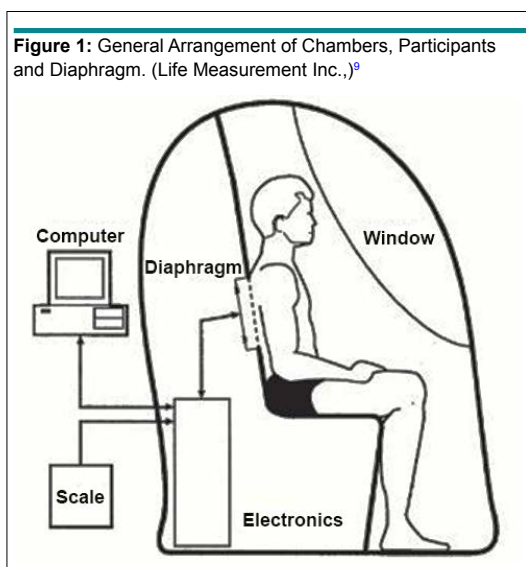 Figure 1: General Arrangement of Chambers, Participants
and Diaphragm. (Life Measurement Inc.,)9
Computer
Window
Diaphragm
Scale
Electronics